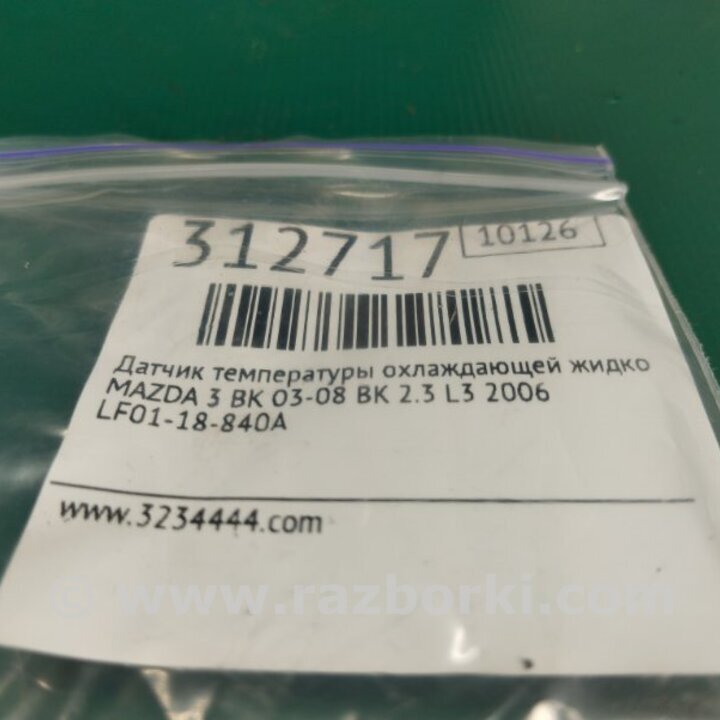 312717 10126
Датчик температуры охлаждающей жидко
MAZDA 3 BK 03-08 BK 2.3 L3 2006
LF01-18-840A
www.3234444.com
© www.razborki.com